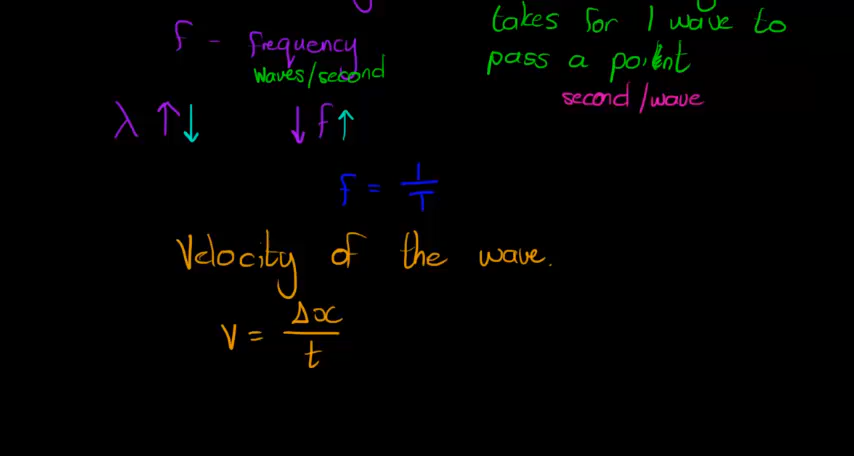 f - frequency
waves/second
takes for 1 wave to
pass a point
second/wave
λ ↑ ↓ ↓ f ↑
f = 1/T
Velocity of the wave.
v = Δx/t